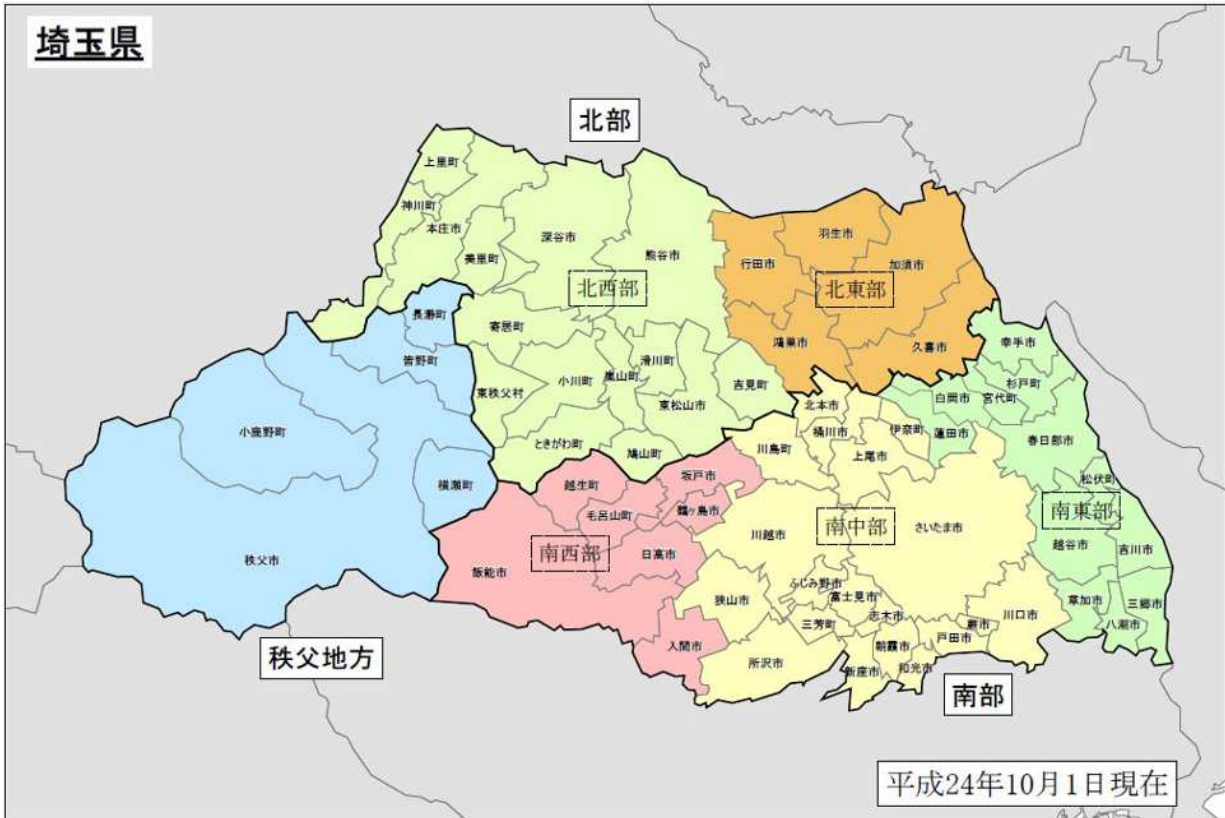 埼玉県
北部
上里町
神川町
本庄市
美里町
深谷市
熊谷市
北西部
行田市
羽生市
加須市
北東部
鴻巣市
久喜市
長瀞町
皆野町
寄居町
滑川町
嵐山町
小川町
吉見町
東秩父村
東松山市
ときがわ町
鳩山町
小鹿野町
横瀬町
秩父市
秩父地方
幸手市
杉戸町
宮代町
白岡市
蓮田市
春日部市
松伏町
南東部
越谷市
吉川市
草加市
三郷市
八潮市
北本市
桶川市
伊奈町
川島町
上尾市
川越市
南中部
さいたま市
ふじみ野市
富士見市
狭山市
志木市
三芳町
蕨市
川口市
戸田市
朝霞市
所沢市
新座市
和光市
越生町
坂戸市
毛呂山町
鶴ヶ島市
南西部
日高市
飯能市
入間市
南部
平成24年10月1日現在